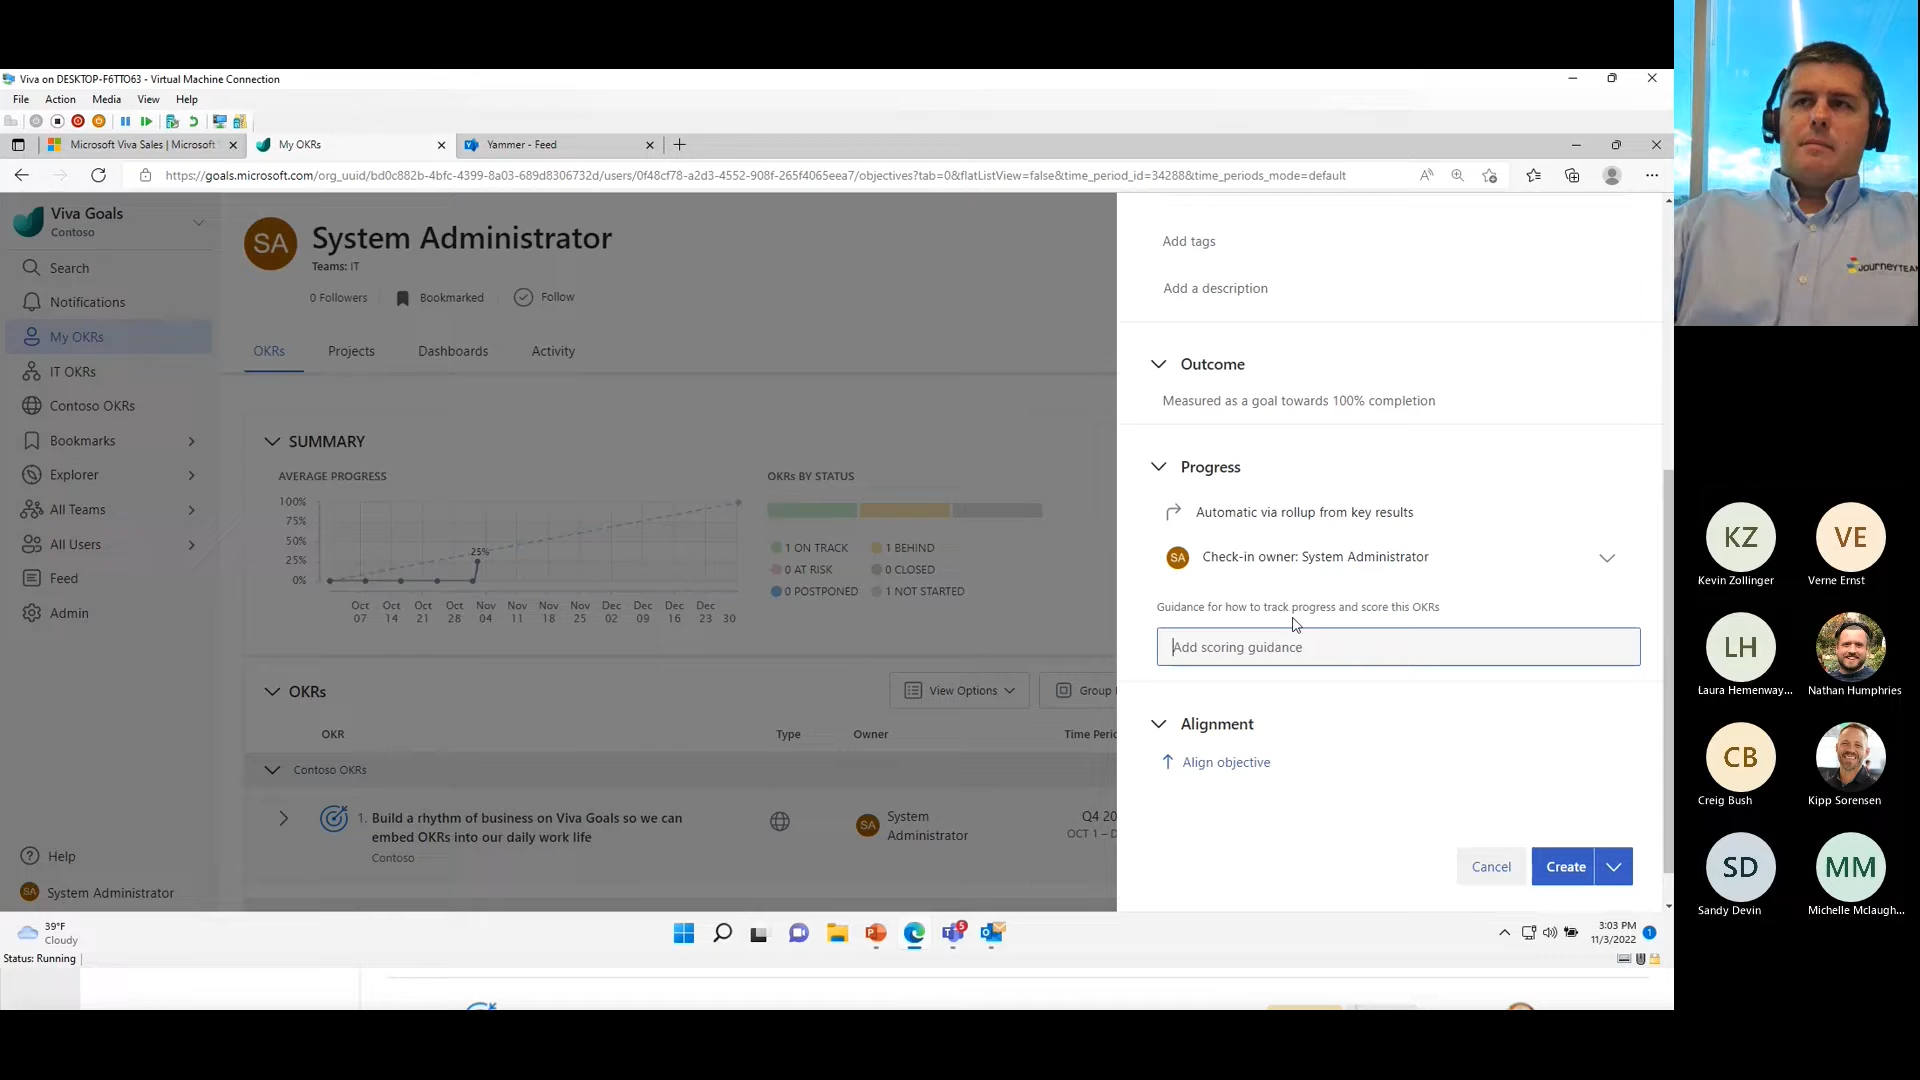 Viva on DESKTOP-F6TTO63 - Virtual Machine Connection
File Action Media View Help
Microsoft Viva Sales | Microsoft
My OKRs
Yammer - Feed
https://goals.microsoft.com/org_uuid/bd0c882b-4bfc-4399-8a03-689d8306732d/users/0f48cf78-a2d3-4552-908f-265f4065eea7/objectives?tab=0&flatListView=false&time_period_id=34288&time_periods_mode=default
Viva Goals
Contoso
Search
Notifications
My OKRs
IT OKRs
Contoso OKRs
Bookmarks
Explorer
All Teams
All Users
Feed
Admin
Help
SA System Administrator
SA
System Administrator
Teams: IT
0 Followers Bookmarked Follow
OKRs Projects Dashboards Activity
SUMMARY
AVERAGE PROGRESS
100%
75%
50%
25%
0%
25%
Oct 07 Oct 14 Oct 21 Oct 28 Nov 04 Nov 11 Nov 18 Nov 25 Dec 02 Dec 09 Dec 16 Dec 23 30
OKRs BY STATUS
1 ON TRACK 1 BEHIND
0 AT RISK 0 CLOSED
0 POSTPONED 1 NOT STARTED
OKRs
View Options
Group
OKR Type Owner Time Peri
Contoso OKRs
1. Build a rhythm of business on Viva Goals so we can
embed OKRs into our daily work life
Contoso
SA System
Administrator
Q4 20
OCT 1 – D
Add tags
Add a description
Outcome
Measured as a goal towards 100% completion
Progress
Automatic via rollup from key results
SA Check-in owner: System Administrator
Guidance for how to track progress and score this OKRs
Add scoring guidance
Alignment
Align objective
Cancel Create
39°F
Cloudy
5
3:03 PM
11/3/2022
1
Status: Running
JOURNEYTEAM
KZ VE
Kevin Zollinger Verne Ernst
LH
Laura Hemenway... Nathan Humphries
CB
Creig Bush Kipp Sorensen
SD MM
Sandy Devin Michelle Mclaugh...